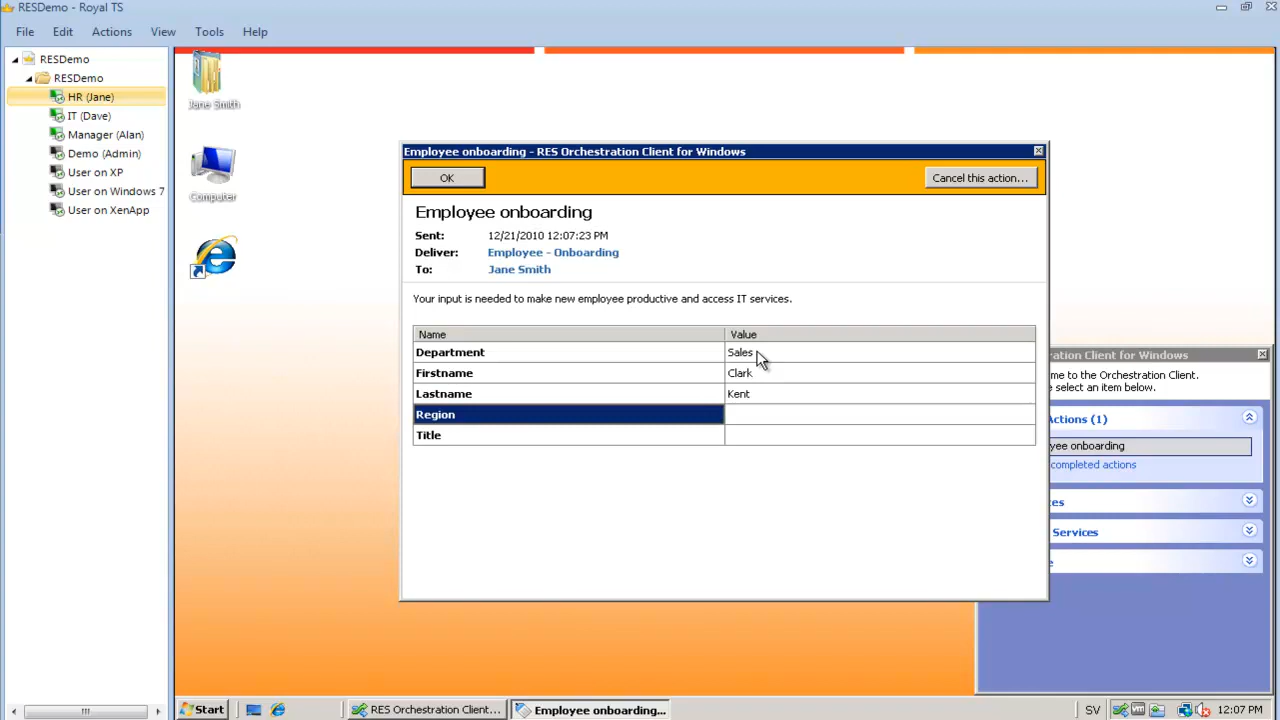 RESDemo - Royal TS
File Edit Actions View Tools Help
RESDemo
RESDemo
HR (Jane)
IT (Dave)
Manager (Alan)
Demo (Admin)
User on XP
User on Windows 7
User on XenApp
Jane Smith
Computer
Employee onboarding - RES Orchestration Client for Windows
OK
Cancel this action...
Employee onboarding
Sent: 12/21/2010 12:07:23 PM
Deliver: Employee - Onboarding
To: Jane Smith
Your input is needed to make new employee productive and access IT services.
Name Value
Department Sales
Firstname Clark
Lastname Kent
Region
Title
ation Client for Windows
me to the Orchestration Client.
e select an item below.
Actions (1)
yee onboarding
completed actions
es
Services
e
Start
RES Orchestration Client...
Employee onboarding...
SV
12:07 PM